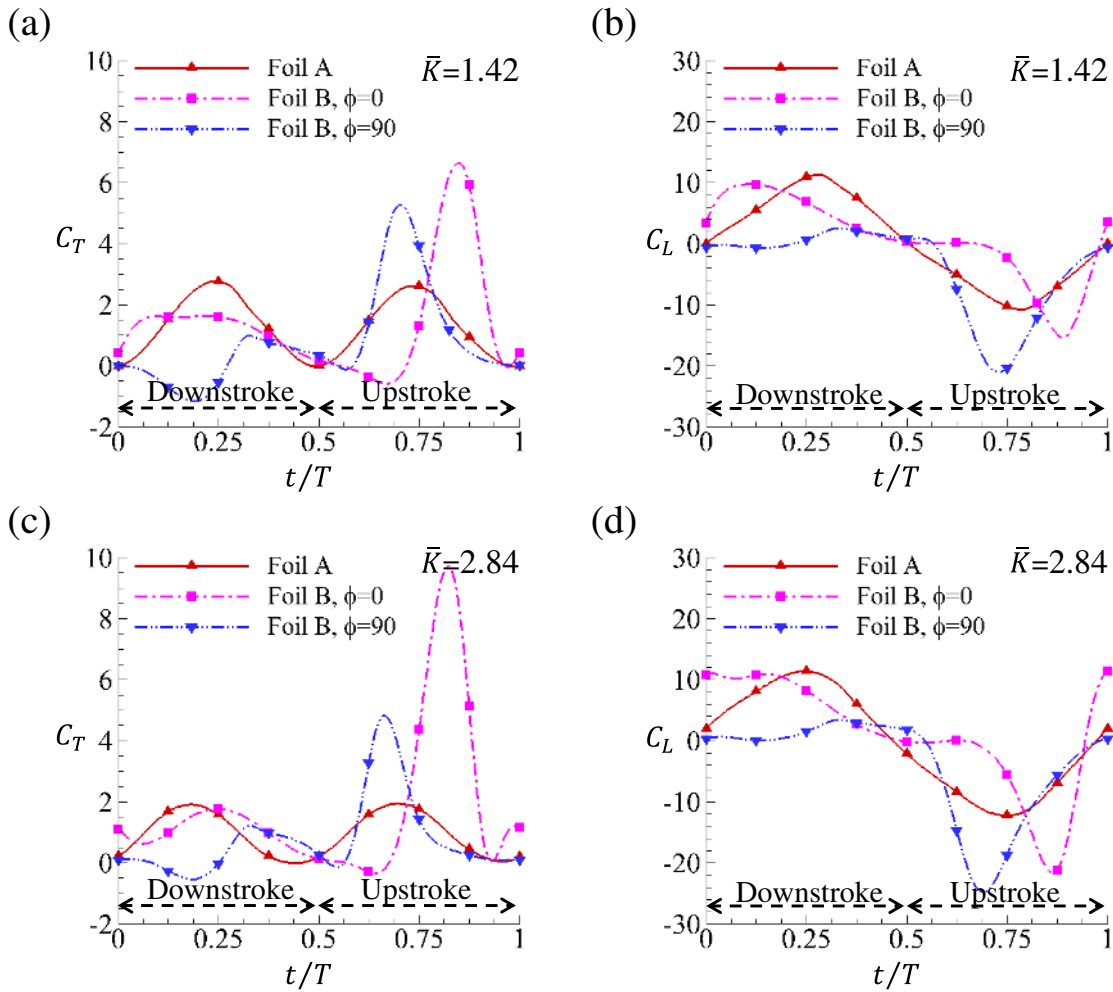 (a)
10
8
6
4
2
0
-2
C_T
Foil A
Foil B, ϕ=0
Foil B, ϕ=90
K̄=1.42
Downstroke
Upstroke
0
0.25
0.5
0.75
1
t/T
(b)
30
20
10
0
-10
-20
-30
C_L
Foil A
Foil B, ϕ=0
Foil B, ϕ=90
K̄=1.42
Downstroke
Upstroke
0
0.25
0.5
0.75
1
t/T
(c)
10
8
6
4
2
0
-2
C_T
Foil A
Foil B, ϕ=0
Foil B, ϕ=90
K̄=2.84
Downstroke
Upstroke
0
0.25
0.5
0.75
1
t/T
(d)
30
20
10
0
-10
-20
-30
C_L
Foil A
Foil B, ϕ=0
Foil B, ϕ=90
K̄=2.84
Downstroke
Upstroke
0
0.25
0.5
0.75
1
t/T